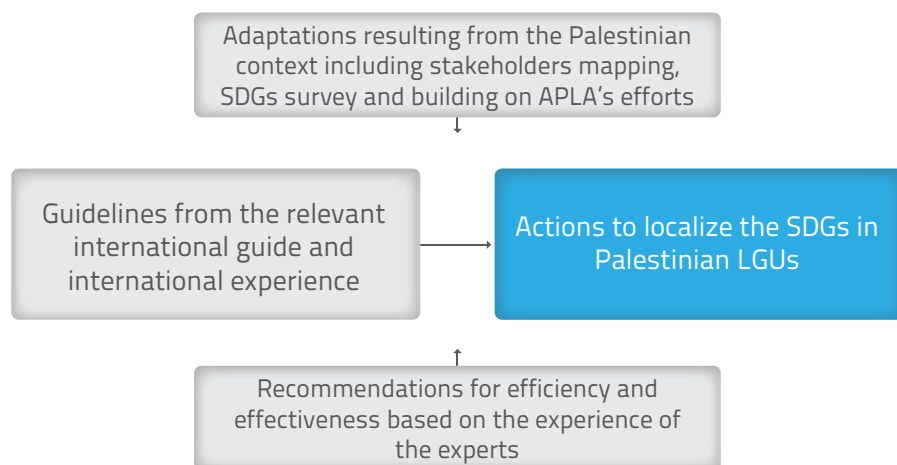 Adaptations resulting from the Palestinian
context including stakeholders mapping,
SDGs survey and building on APLA's efforts
Guidelines from the relevant
international guide and
international experience
Actions to localize the SDGs in
Palestinian LGUs
Recommendations for efficiency and
effectiveness based on the experience of
the experts